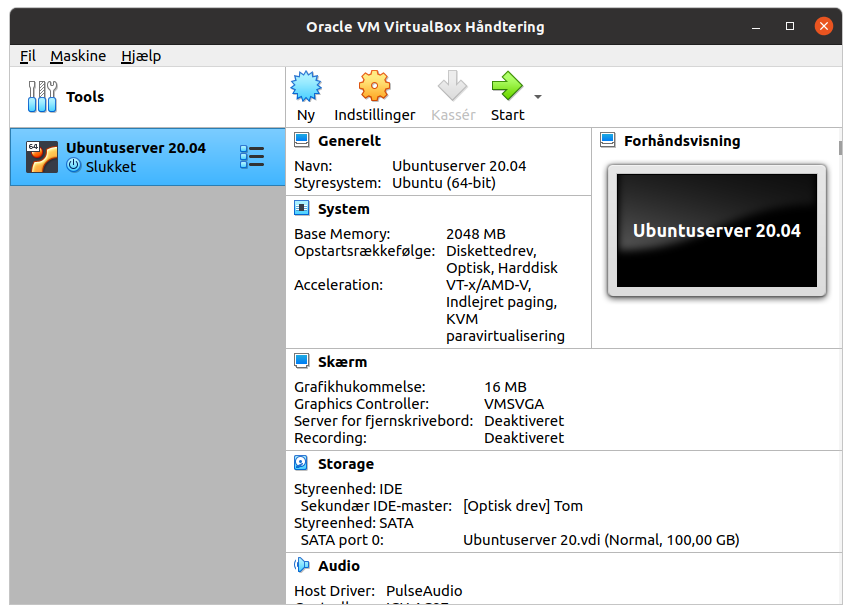 Oracle VM VirtualBox Håndtering
Fil Maskine Hjælp
Tools
Ny Indstillinger Kassér Start
64
Ubuntuserver 20.04
Slukket
Generelt
Navn: Ubuntuserver 20.04
Styresystem: Ubuntu (64-bit)
Forhåndsvisning
Ubuntuserver 20.04
System
Base Memory: 2048 MB
Opstartsrækkefølge: Diskettedrev,
Optisk, Harddisk
Acceleration: VT-x/AMD-V,
Indlejret paging,
KVM
paravirtualisering
Skærm
Grafikhukommelse: 16 MB
Graphics Controller: VMSVGA
Server for fjernskrivebord: Deaktiveret
Recording: Deaktiveret
Storage
Styreenhed: IDE
Sekundær IDE-master: [Optisk drev] Tom
Styreenhed: SATA
SATA port 0: Ubuntuserver 20.vdi (Normal, 100,00 GB)
Audio
Host Driver: PulseAudio